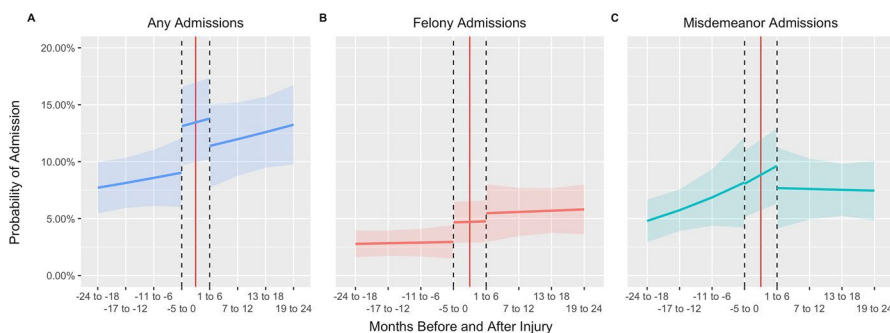 A Any Admissions
B Felony Admissions
C Misdemeanor Admissions
Probability of Admission
20.00%
15.00%
10.00%
5.00%
0.00%
-24 to -18 -11 to -6 1 to 6 13 to 18
-17 to -12 -5 to 0 7 to 12 19 to 24
-24 to -18 -11 to -6 1 to 6 13 to 18
-17 to -12 -5 to 0 7 to 12 19 to 24
-24 to -18 -11 to -6 1 to 6 13 to 18
-17 to -12 -5 to 0 7 to 12 19 to 24
Months Before and After Injury